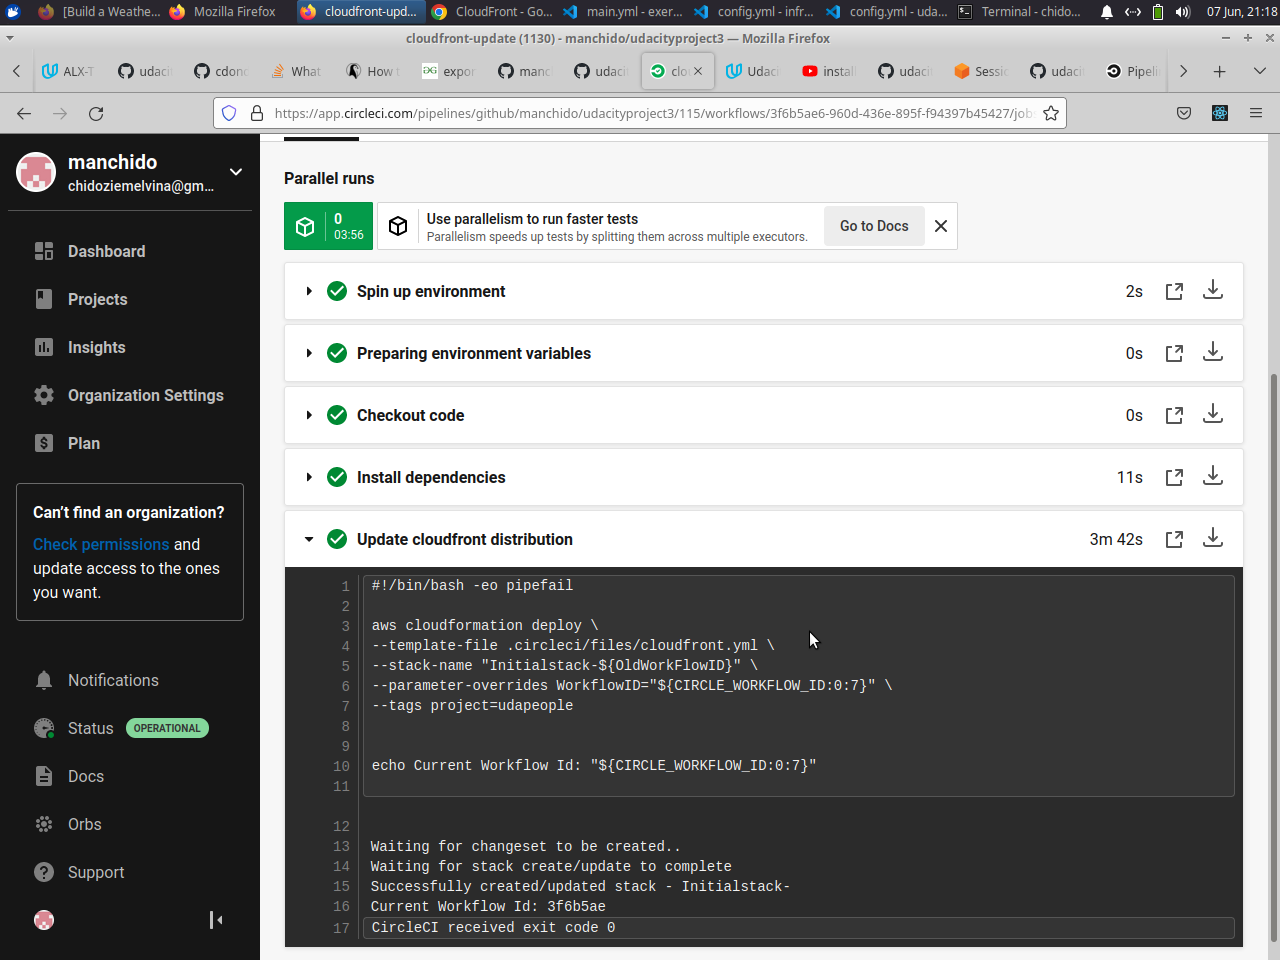 [Build a Weathe...
Mozilla Firefox
cloudfront-upd...
CloudFront - Go...
main.yml - exer...
config.yml - infr...
config.yml - uda...
Terminal - chido...
07 Jun, 21:18
cloudfront-update (1130) - manchido/udacityproject3 — Mozilla Firefox
ALX-T
udaci
cdond
What
How t
expor
manc
udaci
clou
Udaci
instal
udaci
Sessio
udaci
Pipeli
https://app.circleci.com/pipelines/github/manchido/udacityproject3/115/workflows/3f6b5ae6-960d-436e-895f-f94397b45427/job
manchido
chidoziemelvina@gm...
Dashboard
Projects
Insights
Organization Settings
Plan
Can’t find an organization?
Check permissions and
update access to the ones
you want.
Notifications
Status OPERATIONAL
Docs
Orbs
Support
Parallel runs
0
03:56
Use parallelism to run faster tests
Parallelism speeds up tests by splitting them across multiple executors.
Go to Docs
Spin up environment 2s
Preparing environment variables 0s
Checkout code 0s
Install dependencies 11s
Update cloudfront distribution 3m 42s
1 #!/bin/bash -eo pipefail
2
3 aws cloudformation deploy \
4 --template-file .circleci/files/cloudfront.yml \
5 --stack-name "Initialstack-${OldWorkFlowID}" \
6 --parameter-overrides WorkflowID="${CIRCLE_WORKFLOW_ID:0:7}" \
7 --tags project=udapeople
8
9
10 echo Current Workflow Id: "${CIRCLE_WORKFLOW_ID:0:7}"
11
12
13 Waiting for changeset to be created..
14 Waiting for stack create/update to complete
15 Successfully created/updated stack - Initialstack-
16 Current Workflow Id: 3f6b5ae
17 CircleCI received exit code 0